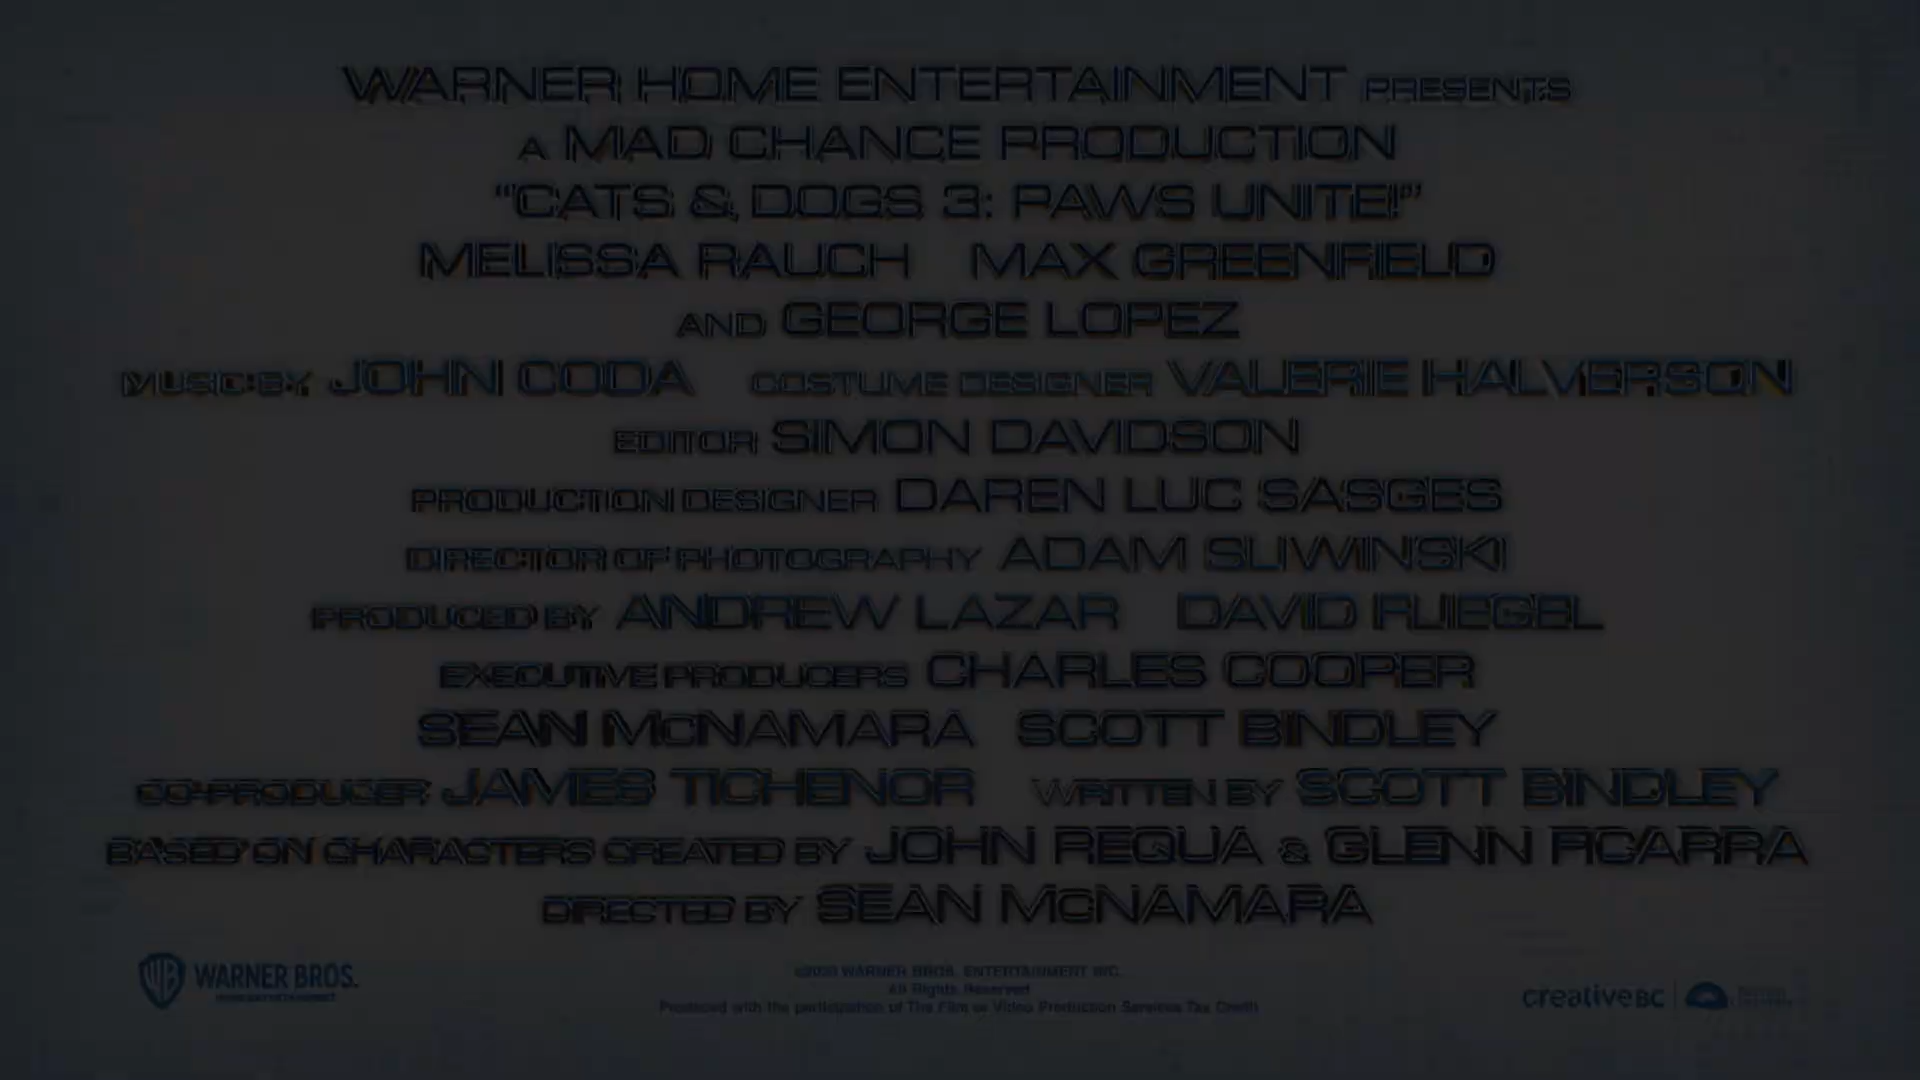 WARNER HOME ENTERTAINMENT PRESENTS
A MAD CHANCE PRODUCTION
"CATS & DOGS 3: PAWS UNITE!"
MELISSA RAUCH MAX GREENFIELD
AND GEORGE LOPEZ
MUSIC BY JOHN CODA COSTUME DESIGNER VALERIE HALVERSON
EDITOR SIMON DAVIDSON
PRODUCTION DESIGNER DAREN LUC SASGES
DIRECTOR OF PHOTOGRAPHY ADAM SLIWINSKI
PRODUCED BY ANDREW LAZAR DAVID FLIEGEL
EXECUTIVE PRODUCERS CHARLES COOPER
SEAN McNAMARA SCOTT BINDLEY
CO-PRODUCER JAMES TICHENOR WRITTEN BY SCOTT BINDLEY
BASED ON CHARACTERS CREATED BY JOHN REQUA & GLENN FICARRA
DIRECTED BY SEAN McNAMARA
WB WARNER BROS.
©2020 WARNER BROS. ENTERTAINMENT INC.
All Rights Reserved
Produced with the participation of The Film or Video Production Services Tax Credit
creativeBC